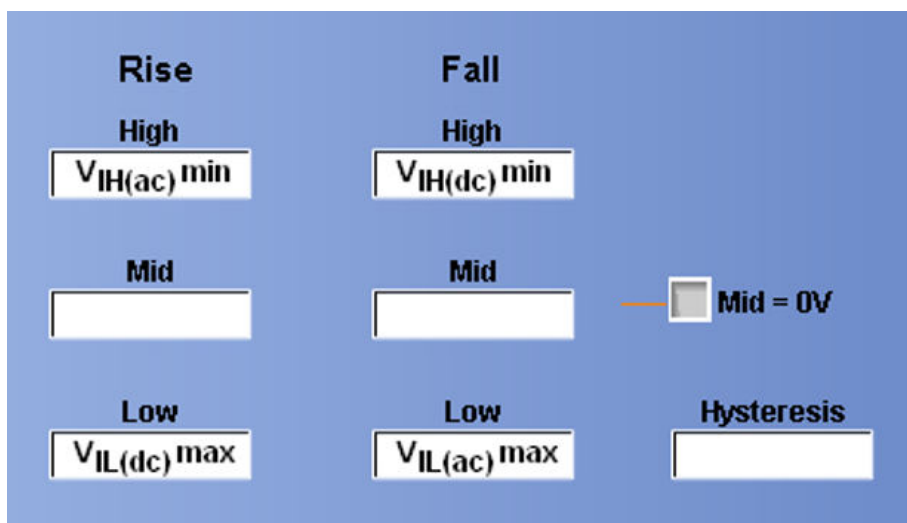 Rise Fall
High High
VIH(ac) min VIH(dc) min
Mid Mid
Mid = 0V
Low Low Hysteresis
VIL(dc) max VIL(ac) max